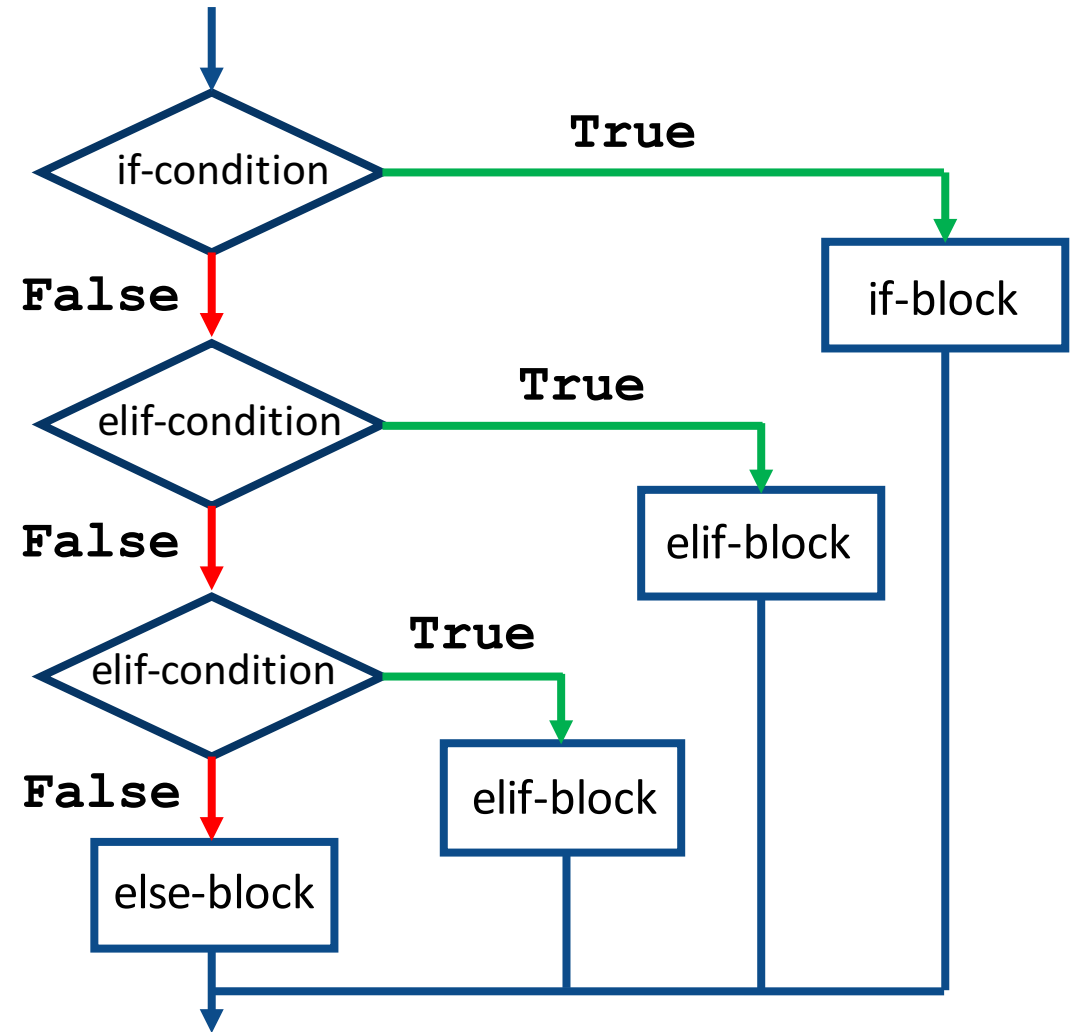 True
if-condition
False
if-block
True
elif-condition
False
elif-block
True
elif-condition
False
elif-block
else-block